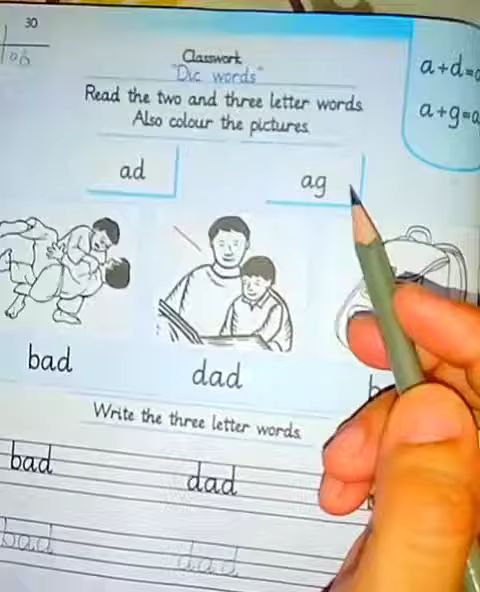 30
Classwork
"Dic words"
Read the two and three letter words.
Also colour the pictures.
a+d=a
a+g=a
ad
ag
bad
dad
b
Write the three letter words.
bad
dad
bad
dad